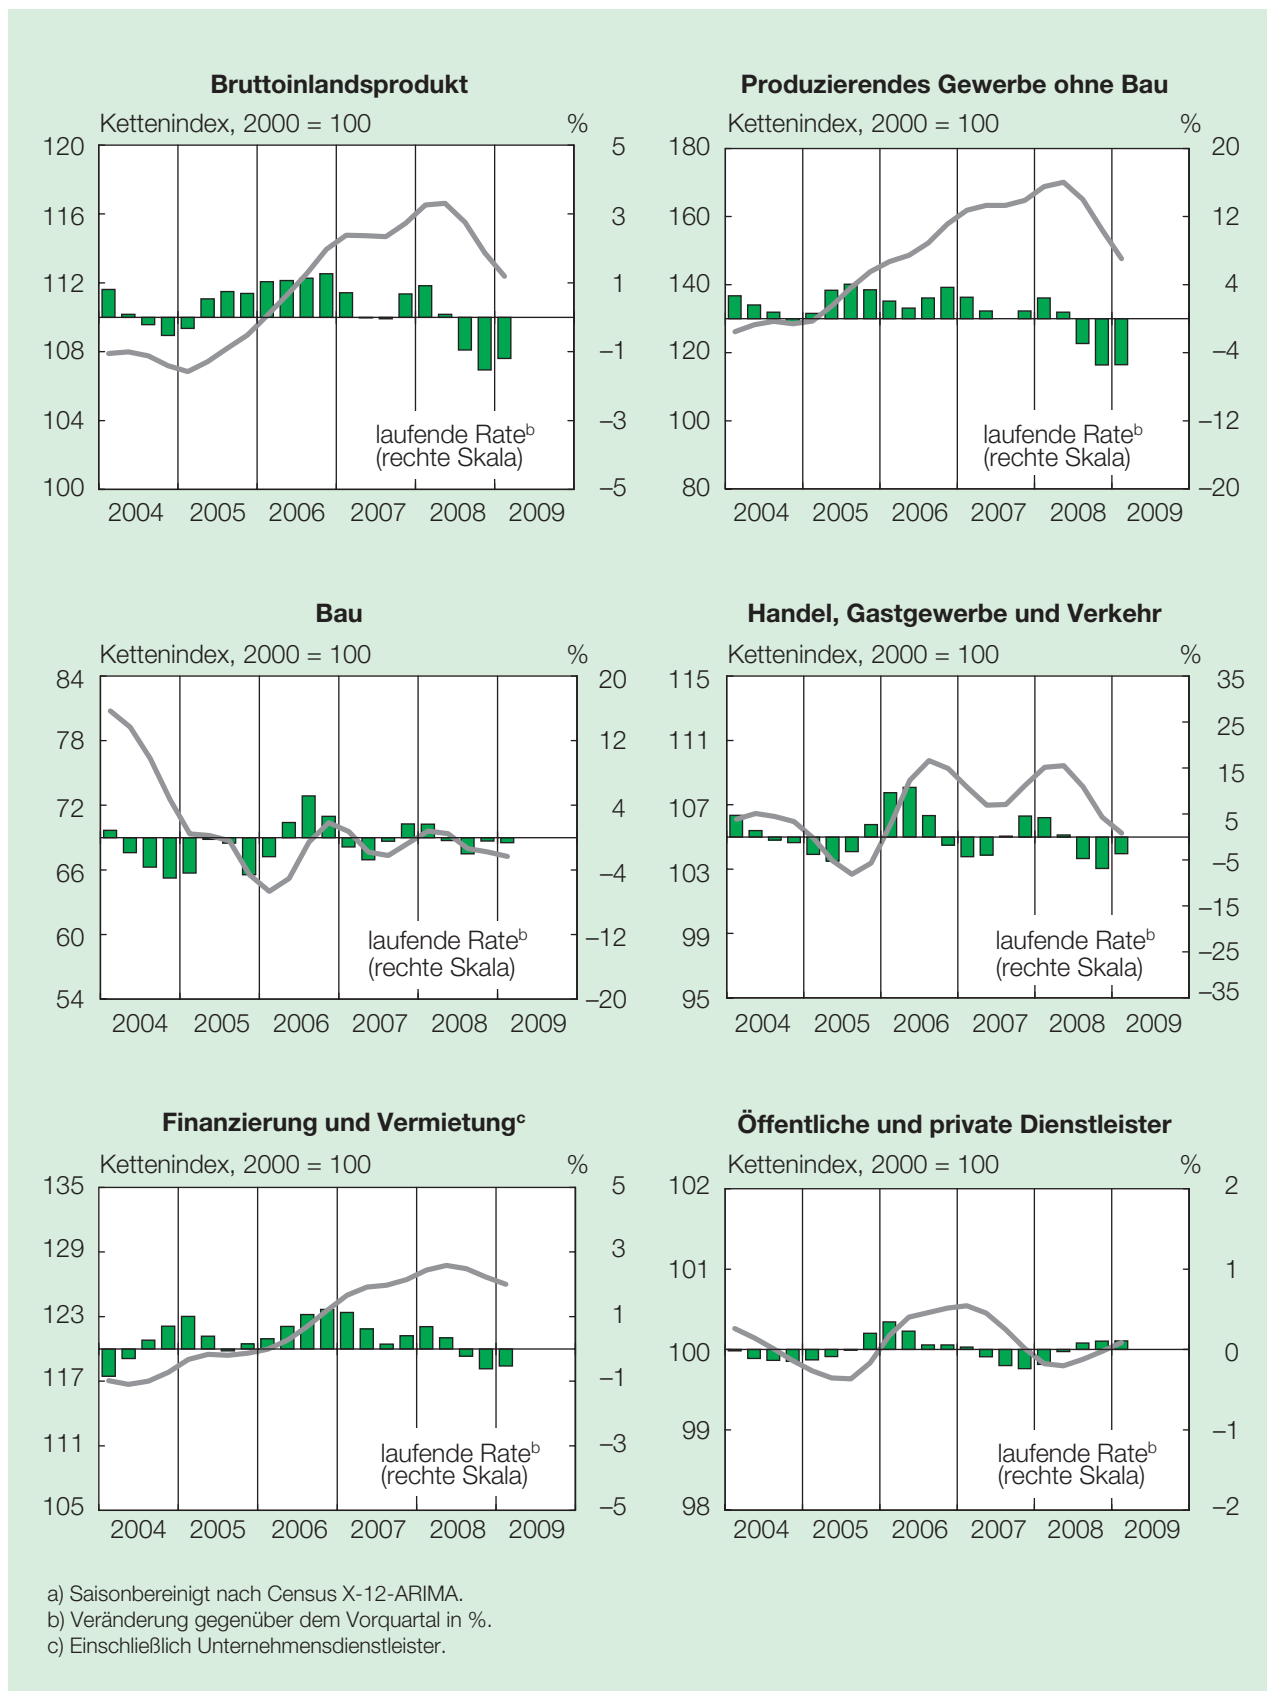 Bruttoinlandsprodukt
Kettenindex, 2000 = 100 %
120 5
116 3
112 1
108 –1
104 –3
laufende Rateᵇ
(rechte Skala)
100 –5
2004 2005 2006 2007 2008 2009
Produzierendes Gewerbe ohne Bau
Kettenindex, 2000 = 100 %
180 20
160 12
140 4
120 –4
100 –12
laufende Rateᵇ
(rechte Skala)
80 –20
2004 2005 2006 2007 2008 2009
Bau
Kettenindex, 2000 = 100 %
84 20
78 12
72 4
66 –4
60 –12
laufende Rateᵇ
(rechte Skala)
54 –20
2004 2005 2006 2007 2008 2009
Handel, Gastgewerbe und Verkehr
Kettenindex, 2000 = 100 %
115 35
25
111
15
107
5
–5
103
–15
99
laufende Rateᵇ
–25
(rechte Skala)
95 –35
2004 2005 2006 2007 2008 2009
Finanzierung und Vermietungᶜ
Kettenindex, 2000 = 100 %
135 5
129 3
123 1
117 –1
111 –3
laufende Rateᵇ
(rechte Skala)
105 –5
2004 2005 2006 2007 2008 2009
Öffentliche und private Dienstleister
Kettenindex, 2000 = 100 %
102 2
101 1
100 0
99 –1
laufende Rateᵇ
(rechte Skala)
98 –2
2004 2005 2006 2007 2008 2009
a) Saisonbereinigt nach Census X-12-ARIMA.
b) Veränderung gegenüber dem Vorquartal in %.
c) Einschließlich Unternehmensdienstleister.